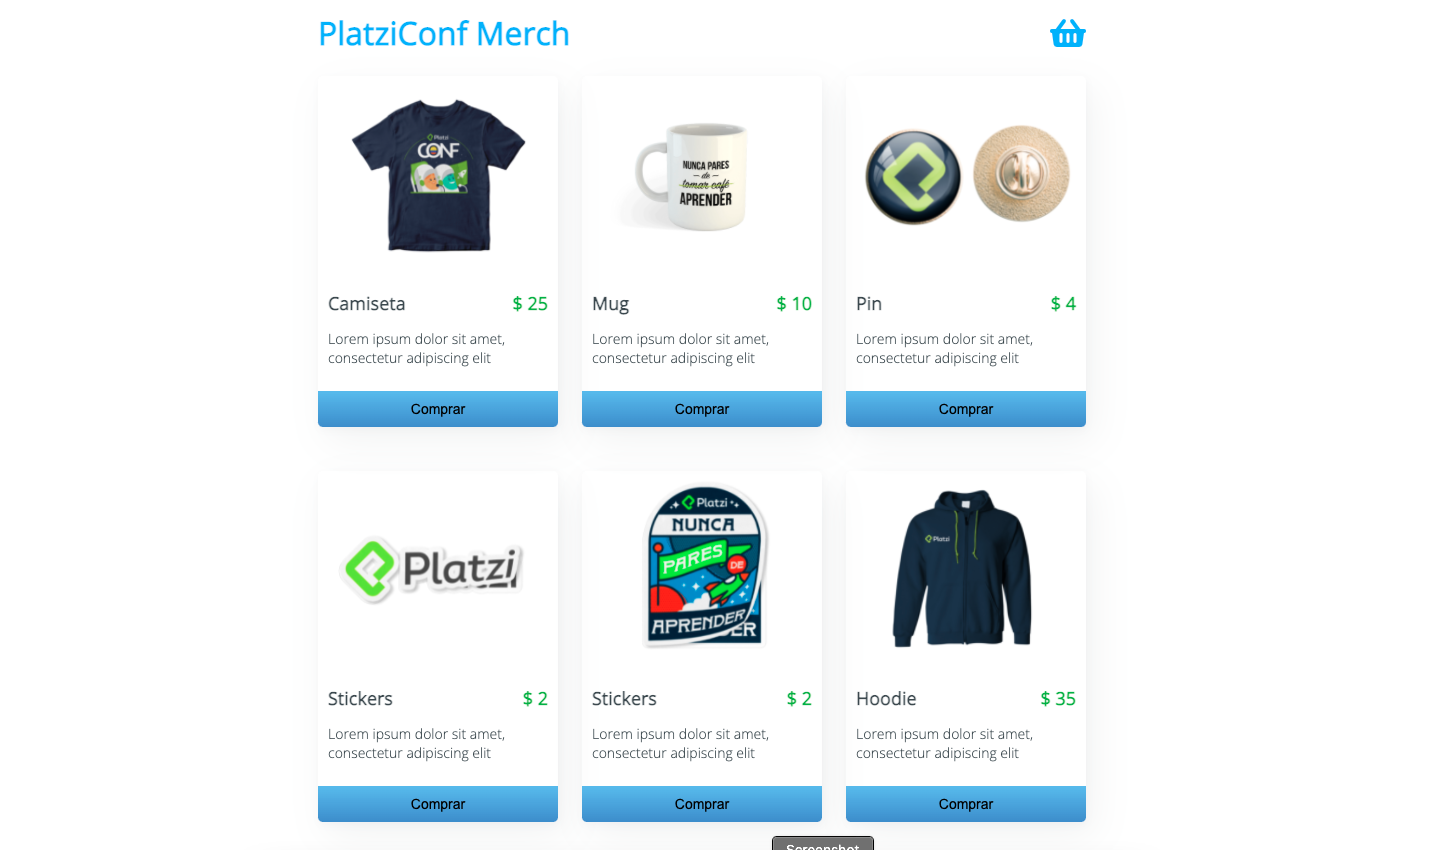 PlatziConf Merch
Platzi
CONF
NUNCA PARES
de
tomar café
APRENDER
Camiseta
$ 25
Mug
$ 10
Pin
$ 4
Lorem ipsum dolor sit amet,
consectetur adipiscing elit
Lorem ipsum dolor sit amet,
consectetur adipiscing elit
Lorem ipsum dolor sit amet,
consectetur adipiscing elit
Comprar
Comprar
Comprar
Platzi
Platzi
NUNCA
PARES
DE
APRENDER
Platzi
Stickers
$ 2
Stickers
$ 2
Hoodie
$ 35
Lorem ipsum dolor sit amet,
consectetur adipiscing elit
Lorem ipsum dolor sit amet,
consectetur adipiscing elit
Lorem ipsum dolor sit amet,
consectetur adipiscing elit
Comprar
Comprar
Comprar
Screenshot